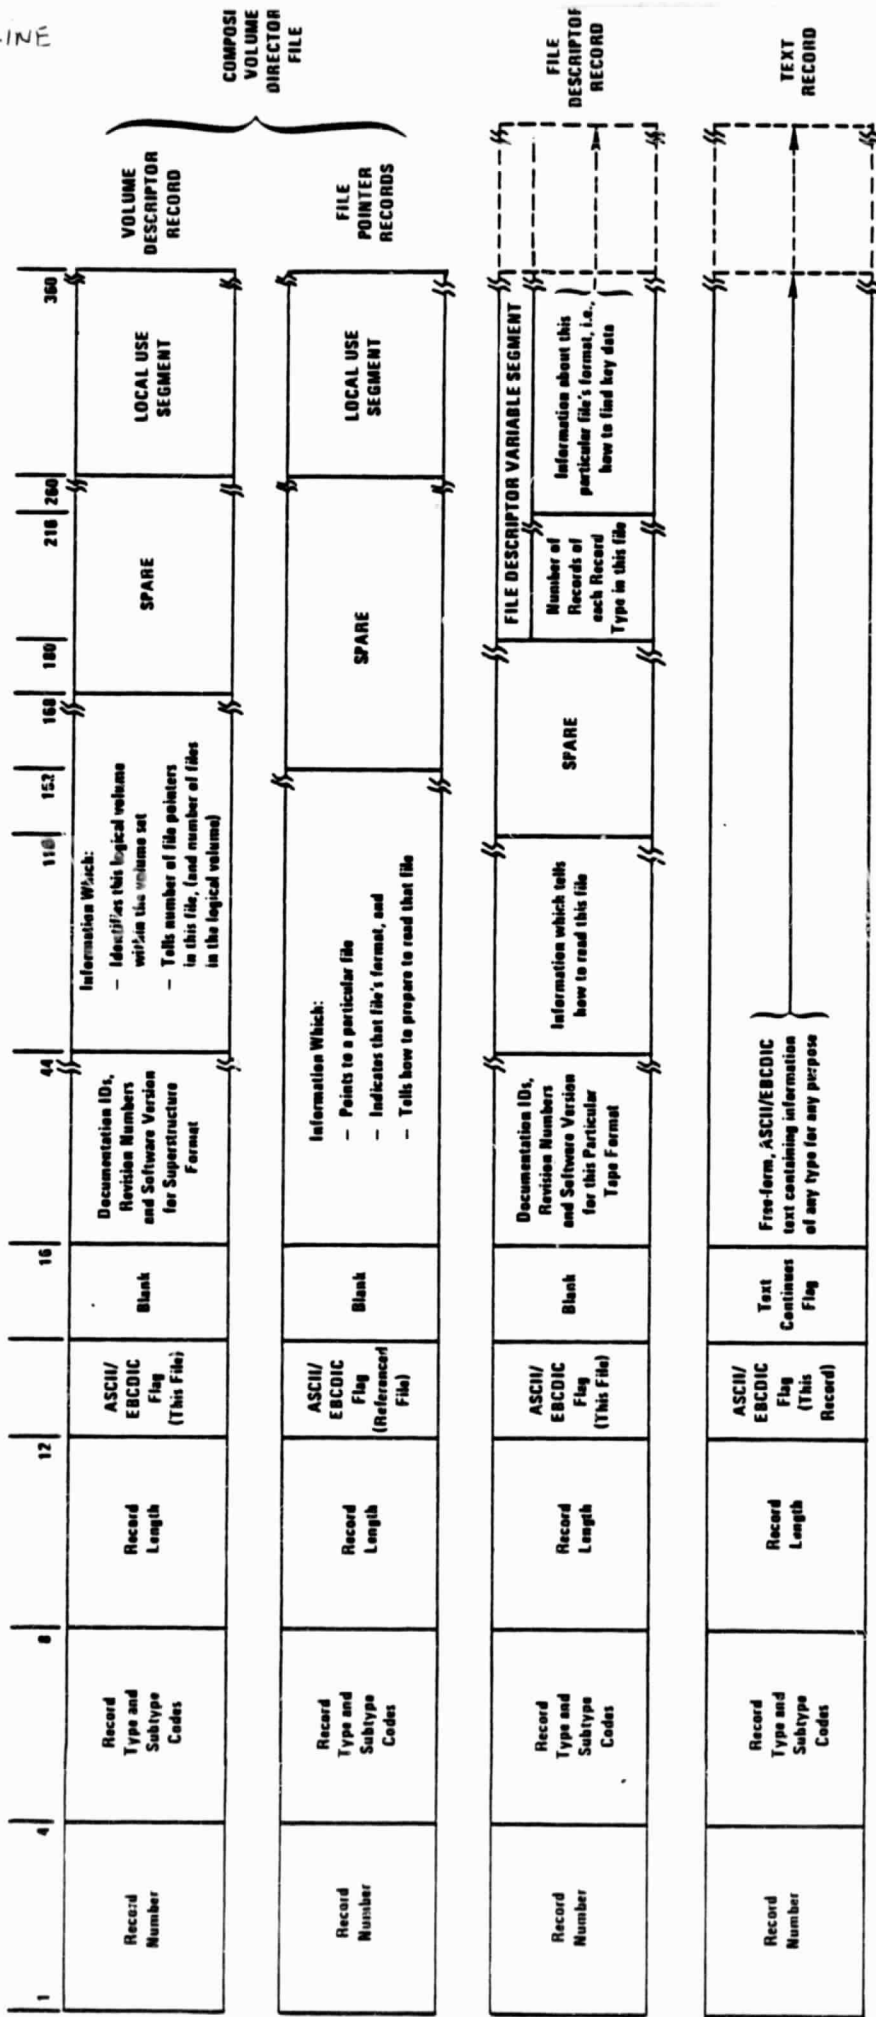 LINE
1
4
8
12
16
44
116
152
168
180
216
260
360
Record
Number
Record
Type and
Subtype
Codes
Record
Length
ASCII/
EBCDIC
Flag
(This File)
Blank
Documentation IDs,
Revision Numbers
and Software Version
for Superstructure
Format
Information Which:
– Identifies this logical volume
within the volume set
– Tells number of file pointers
in this file, (and number of files
in the logical volume)
SPARE
LOCAL USE
SEGMENT
VOLUME
DESCRIPTOR
RECORD
COMPOSI
VOLUME
DIRECTOR
FILE
Record
Number
Record
Type and
Subtype
Codes
Record
Length
ASCII/
EBCDIC
Flag
(Referenced
File)
Blank
Information Which:
– Points to a particular file
– Indicates that file's format, and
– Tells how to prepare to read that file
SPARE
LOCAL USE
SEGMENT
FILE
POINTER
RECORDS
Record
Number
Record
Type and
Subtype
Codes
Record
Length
ASCII/
EBCDIC
Flag
(This File)
Blank
Documentation IDs,
Revision Numbers
and Software Version
for this Particular
Tape Format
Information which tells
how to read this file
SPARE
FILE DESCRIPTOR VARIABLE SEGMENT
Number of
Records of
each Record
Type in this file
Information about this
particular file's format, i.e.,
how to find key data
FILE
DESCRIPTOR
RECORD
Record
Number
Record
Type and
Subtype
Codes
Record
Length
ASCII/
EBCDIC
Flag
(This
Record)
Text
Continues
Flag
Free-form, ASCII/EBCDIC
text containing information
of any type for any purpose
TEXT
RECORD